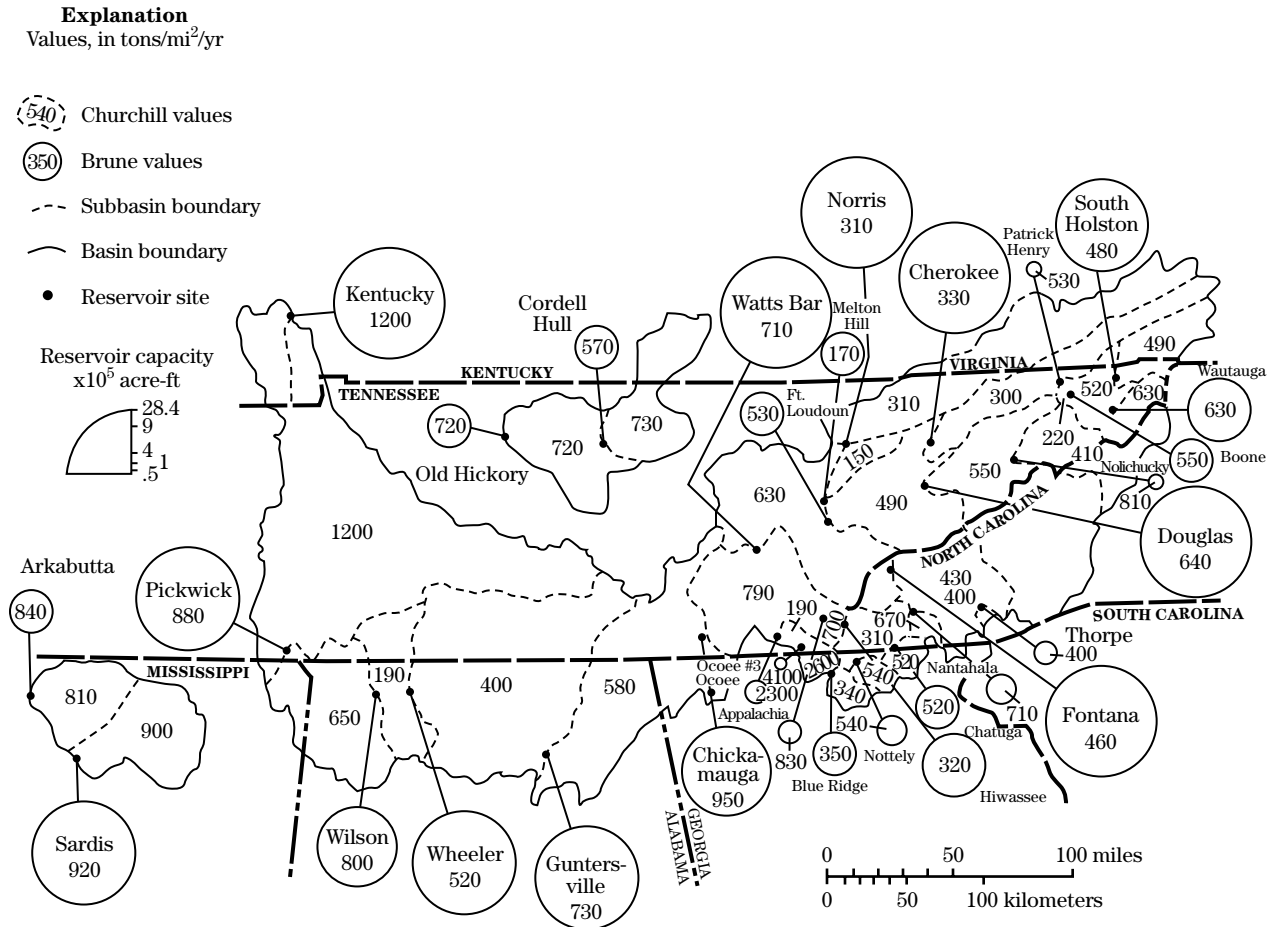 Explanation
Values, in tons/mi²/yr
540 Churchill values
350 Brune values
Subbasin boundary
Basin boundary
Reservoir site
Reservoir capacity
x10⁵ acre-ft
28.4
9
4
1
.5
Kentucky
1200
Cordell
Hull
570
Watts Bar
710
Norris
310
Melton
Hill
170
Cherokee
330
Patrick
Henry
530
South
Holston
480
490
VIRGINIA
KENTUCKY
TENNESSEE
Wautauga
630
Ft.
Loudoun
530
310
300
520
630
720
Old Hickory
720
730
150
220
410
550
Boone
Nolichucky
810
550
630
490
NORTH CAROLINA
Douglas
640
1200
Arkabutta
840
Pickwick
880
790
190
700
430
400
670
310
SOUTH CAROLINA
Thorpe
400
MISSISSIPPI
810
900
650
190
400
580
Ocoee #3
Ocoee
4100
2300
2600
340
540
520
Nantahala
710
Appalachia
830
350
Blue Ridge
540
Nottely
520
Chatuga
320
Hiwassee
Fontana
460
Chicka-
mauga
950
Sardis
920
Wilson
800
Wheeler
520
Gunters-
ville
730
ALABAMA
GEORGIA
0 50 100 miles
0 50 100 kilometers